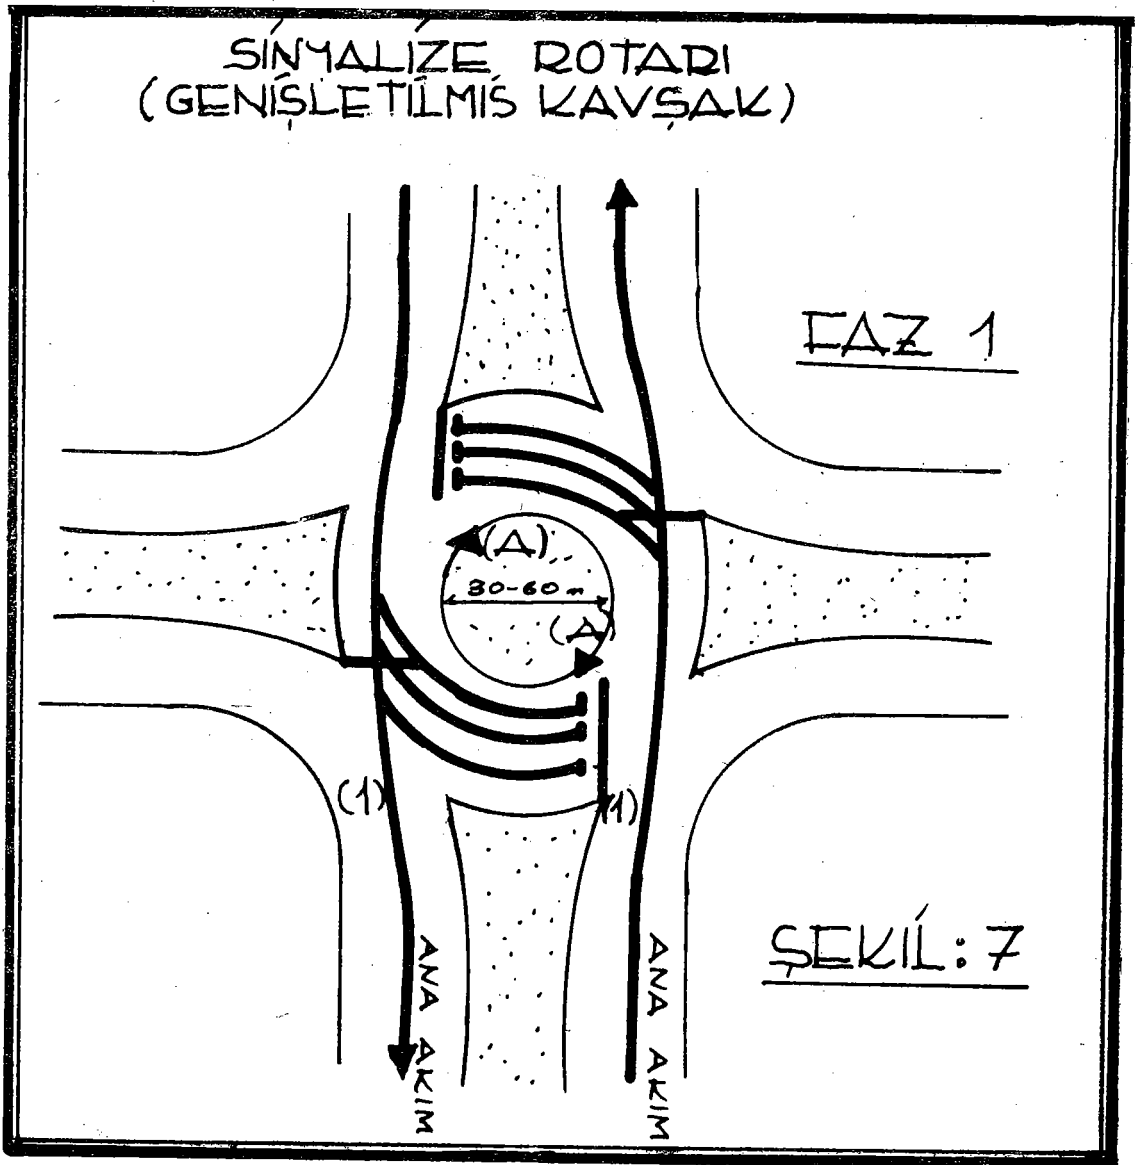 SİNYALİZE ROTARI
(GENİŞLETİLMİŞ KAVŞAK)
FAZ 1
(A)
30-60 m
(A)
(1)
(1)
ANA AKIM
ANA AKIM
ŞEKİL: 7